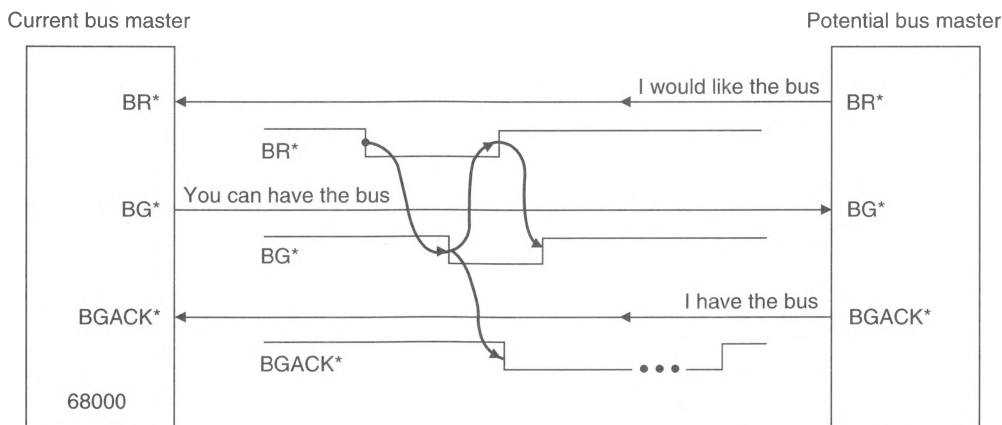 Current bus master
Potential bus master
I would like the bus
BR*
BR*
BR*
You can have the bus
BG*
BG*
BG*
I have the bus
BGACK*
BGACK*
BGACK*
68000